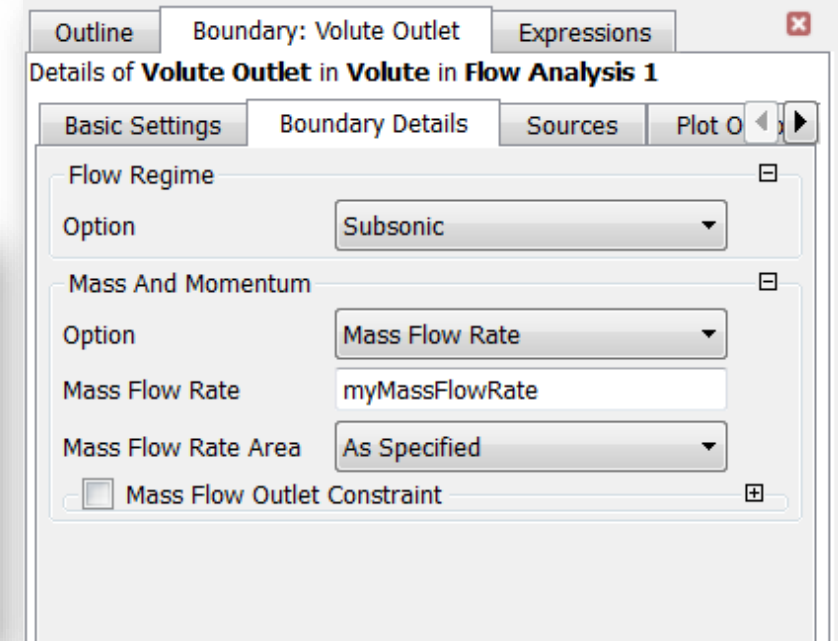 Outline Boundary: Volute Outlet Expressions
Details of Volute Outlet in Volute in Flow Analysis 1
Basic Settings Boundary Details Sources Plot O
Flow Regime
Option Subsonic
Mass And Momentum
Option Mass Flow Rate
Mass Flow Rate myMassFlowRate
Mass Flow Rate Area As Specified
Mass Flow Outlet Constraint